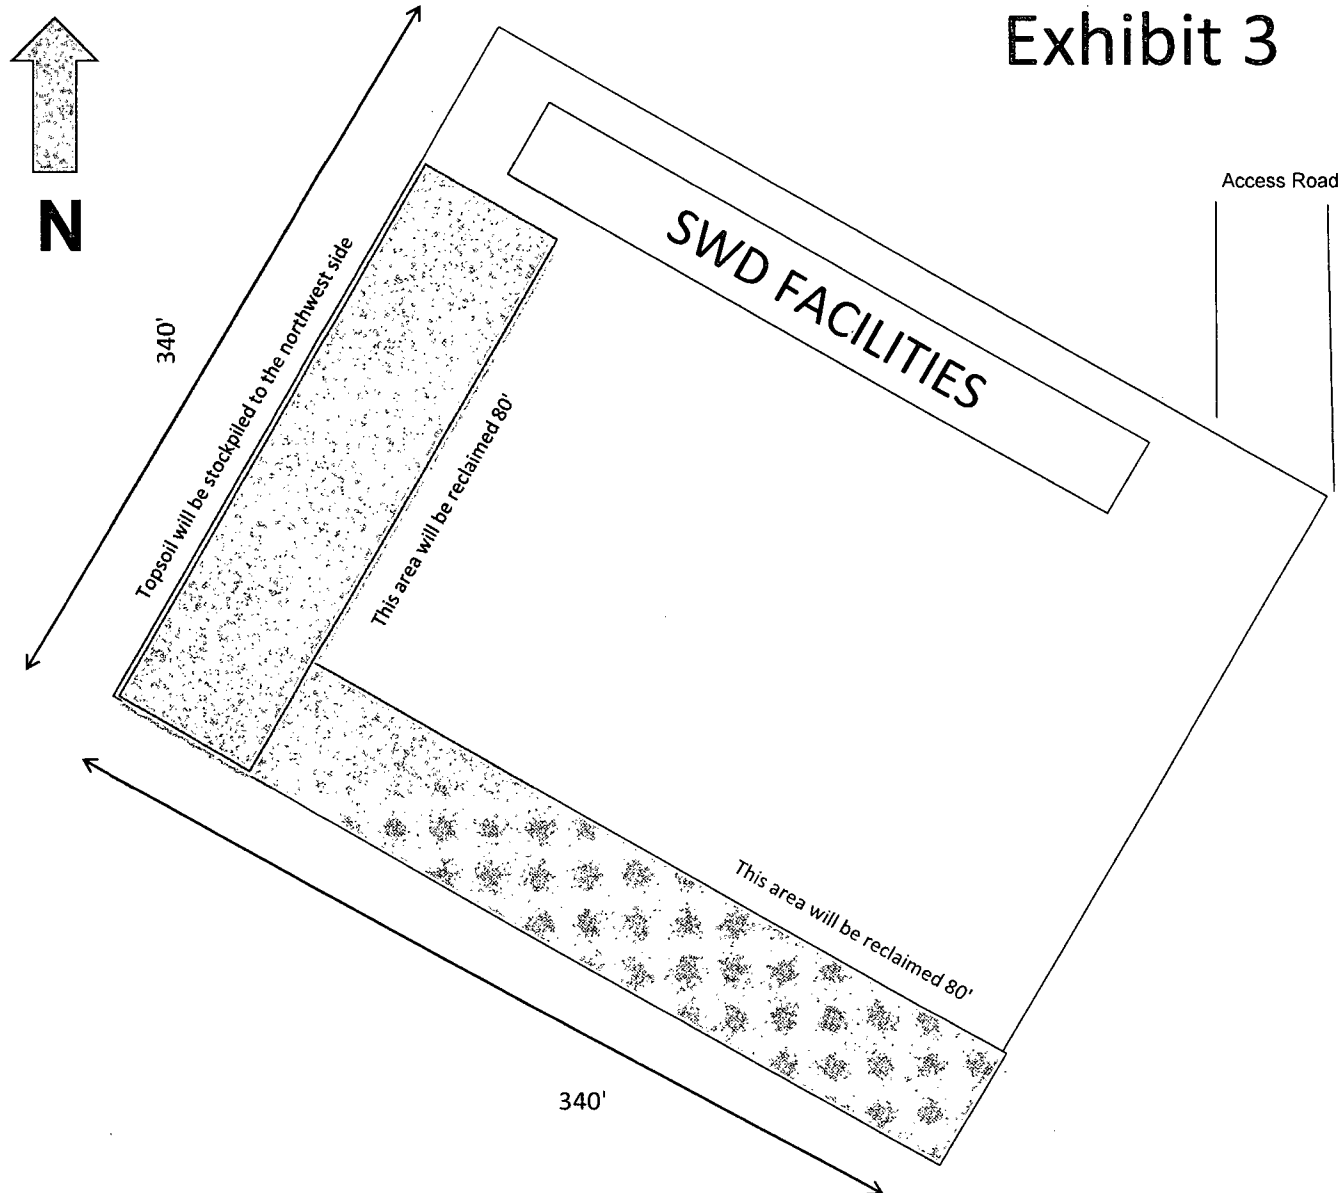 Exhibit 3
Access Road
N
SWD FACILITIES
340'
Topsoil will be stockpiled to the northwest side
This area will be reclaimed 80'
This area will be reclaimed 80'
340'